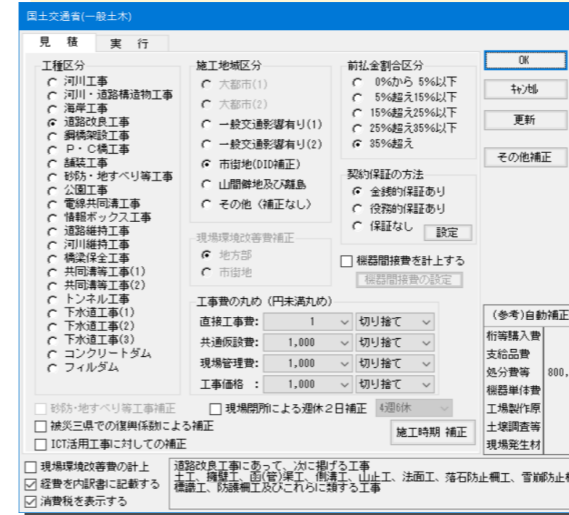 国土交通省(一般土木)
見 積
実 行
工種区分
河川工事
河川・道路構造物工事
海岸工事
道路改良工事
鋼橋架設工事
P・C橋工事
舗装工事
砂防・地すべり等工事
公園工事
電線共同溝工事
情報ボックス工事
道路維持工事
河川維持工事
橋梁保全工事
共同溝等工事(1)
共同溝等工事(2)
トンネル工事
下水道工事(1)
下水道工事(2)
下水道工事(3)
コンクリートダム
フィルダム
施工地域区分
大都市(1)
大都市(2)
一般交通影響有り(1)
一般交通影響有り(2)
市街地(DID補正)
山間僻地及び離島
その他 (補正なし)
現場環境改善費補正
地方部
市街地
前払金割合区分
0%から 5%以下
5%超え15%以下
15%超え25%以下
25%超え35%以下
35%超え
契約保証の方法
金銭的保証あり
役務的保証あり
保証なし
設定
機器間接費を計上する
機器間接費の設定
工事費の丸め (円未満丸め)
直接工事費: 1 切り捨て
共通仮設費: 1,000 切り捨て
現場管理費: 1,000 切り捨て
工事価格 : 1,000 切り捨て
OK
キャンセル
更新
その他補正
(参考)自動補正
桁等購入費
支給品費
処分費等 800,
機器単体費
工場製作原
土壌調査等
現場発生材
砂防・地すべり等工事補正
現場閉所による週休2日補正 4週6休
被災三県での復興係数による補正
施工時期 補正
ICT活用工事に対しての補正
現場環境改善費の計上
経費を内訳書に記載する
消費税を表示する
道路改良工事にあって、次に掲げる工事
土工、擁壁工、函(管)渠工、側溝工、山止工、法面工、落石防止柵工、雪崩防止柵
標識工、防護柵工及びこれらに類する工事